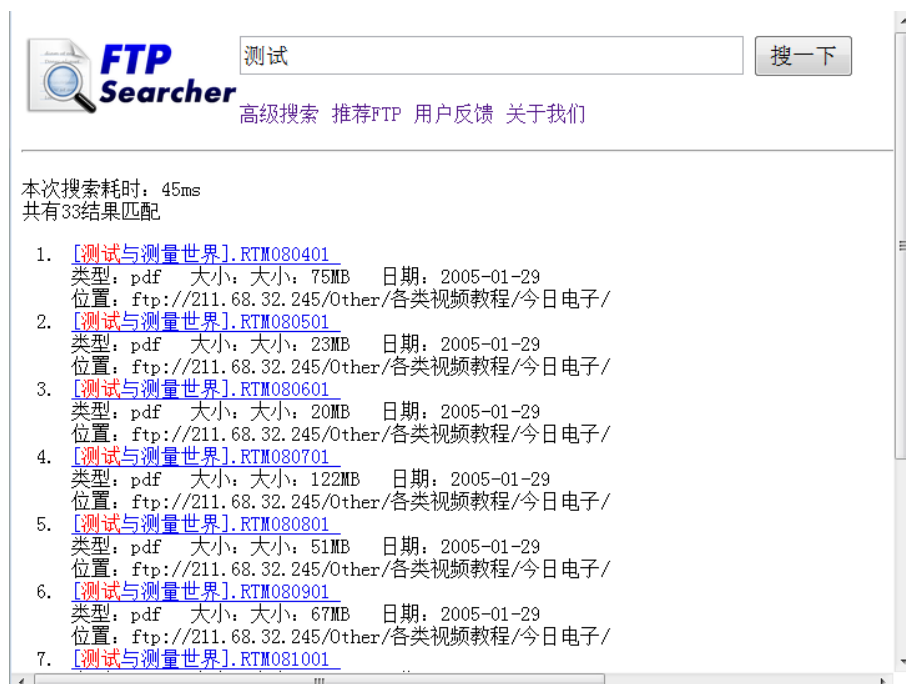 FTP
Searcher
测试
搜一下
高级搜索 推荐FTP 用户反馈 关于我们
本次搜索耗时：45ms
共有33结果匹配
1. [测试与测量世界].RTM080401
类型：pdf 大小：大小：75MB 日期：2005-01-29
位置：ftp://211.68.32.245/Other/各类视频教程/今日电子/
2. [测试与测量世界].RTM080501
类型：pdf 大小：大小：23MB 日期：2005-01-29
位置：ftp://211.68.32.245/Other/各类视频教程/今日电子/
3. [测试与测量世界].RTM080601
类型：pdf 大小：大小：20MB 日期：2005-01-29
位置：ftp://211.68.32.245/Other/各类视频教程/今日电子/
4. [测试与测量世界].RTM080701
类型：pdf 大小：大小：122MB 日期：2005-01-29
位置：ftp://211.68.32.245/Other/各类视频教程/今日电子/
5. [测试与测量世界].RTM080801
类型：pdf 大小：大小：51MB 日期：2005-01-29
位置：ftp://211.68.32.245/Other/各类视频教程/今日电子/
6. [测试与测量世界].RTM080901
类型：pdf 大小：大小：67MB 日期：2005-01-29
位置：ftp://211.68.32.245/Other/各类视频教程/今日电子/
7. [测试与测量世界].RTM081001